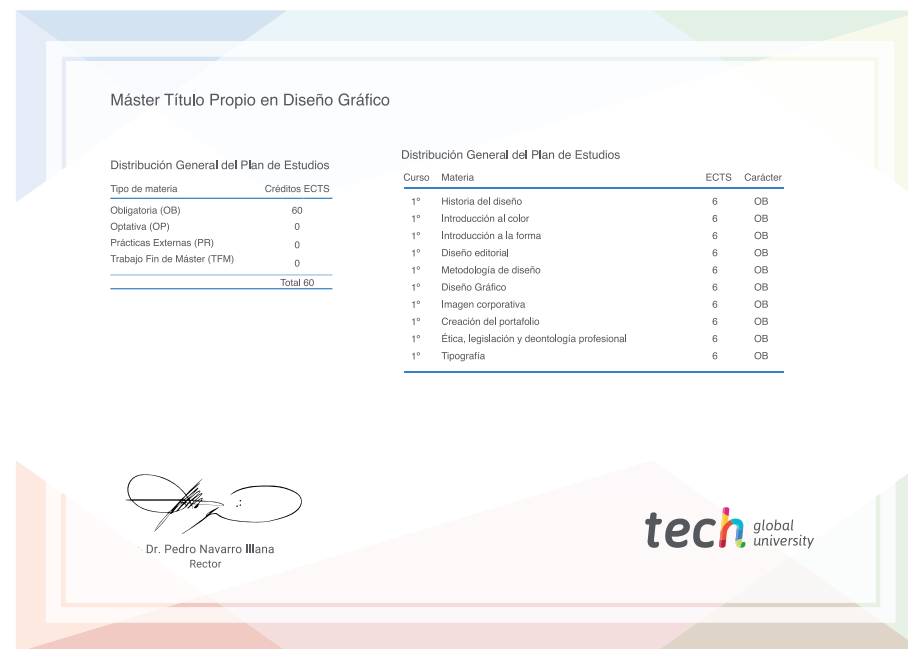 Máster Título Propio en Diseño Gráfico
Distribución General del Plan de Estudios
Tipo de materia Créditos ECTS
Obligatoria (OB) 60
Optativa (OP) 0
Prácticas Externas (PR) 0
Trabajo Fin de Máster (TFM) 0
Total 60
Distribución General del Plan de Estudios
Curso Materia ECTS Carácter
1º Historia del diseño 6 OB
1º Introducción al color 6 OB
1º Introducción a la forma 6 OB
1º Diseño editorial 6 OB
1º Metodología de diseño 6 OB
1º Diseño Gráfico 6 OB
1º Imagen corporativa 6 OB
1º Creación del portafolio 6 OB
1º Ética, legislación y deontología profesional 6 OB
1º Tipografía 6 OB
Dr. Pedro Navarro Illana
Rector
tech global
university